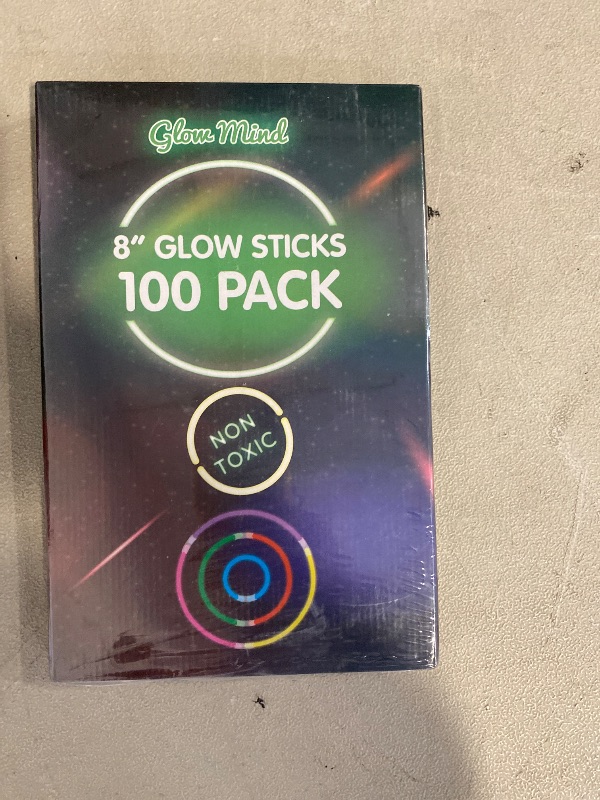 Glow Mind
8" GLOW STICKS
100 PACK
NON
TOXIC